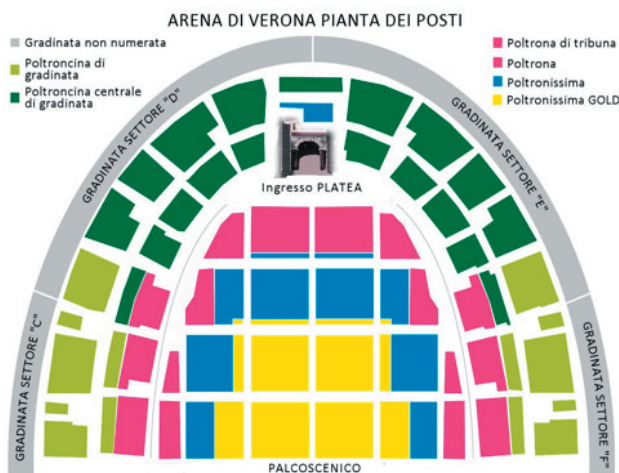 ARENA DI VERONA PIANTA DEI POSTI
Gradinata non numerata
Poltroncina di
gradinata
Poltroncina centrale
di gradinata
Poltrona di tribuna
Poltrona
Poltronissima
Poltronissima GOLD
GRADINATA SETTORE "D"
GRADINATA SETTORE "E"
Ingresso PLATEA
GRADINATA SETTORE "C"
GRADINATA SETTORE "F"
PALCOSCENICO